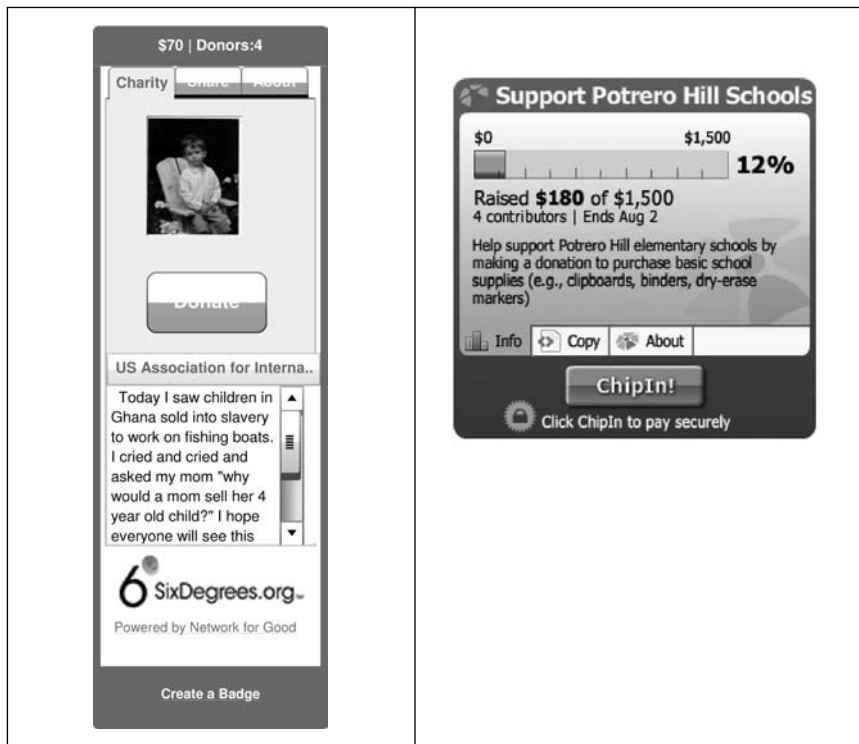 $70 | Donors:4
Charity Share About
Donate
US Association for Interna..
Today I saw children in
Ghana sold into slavery
to work on fishing boats.
I cried and cried and
asked my mom "why
would a mom sell her 4
year old child?" I hope
everyone will see this
6 SixDegrees.org
Powered by Network for Good
Create a Badge
Support Potrero Hill Schools
$0 $1,500
12%
Raised $180 of $1,500
4 contributors | Ends Aug 2
Help support Potrero Hill elementary schools by
making a donation to purchase basic school
supplies (e.g., clipboards, binders, dry-erase
markers)
Info Copy About
ChipIn!
Click ChipIn to pay securely